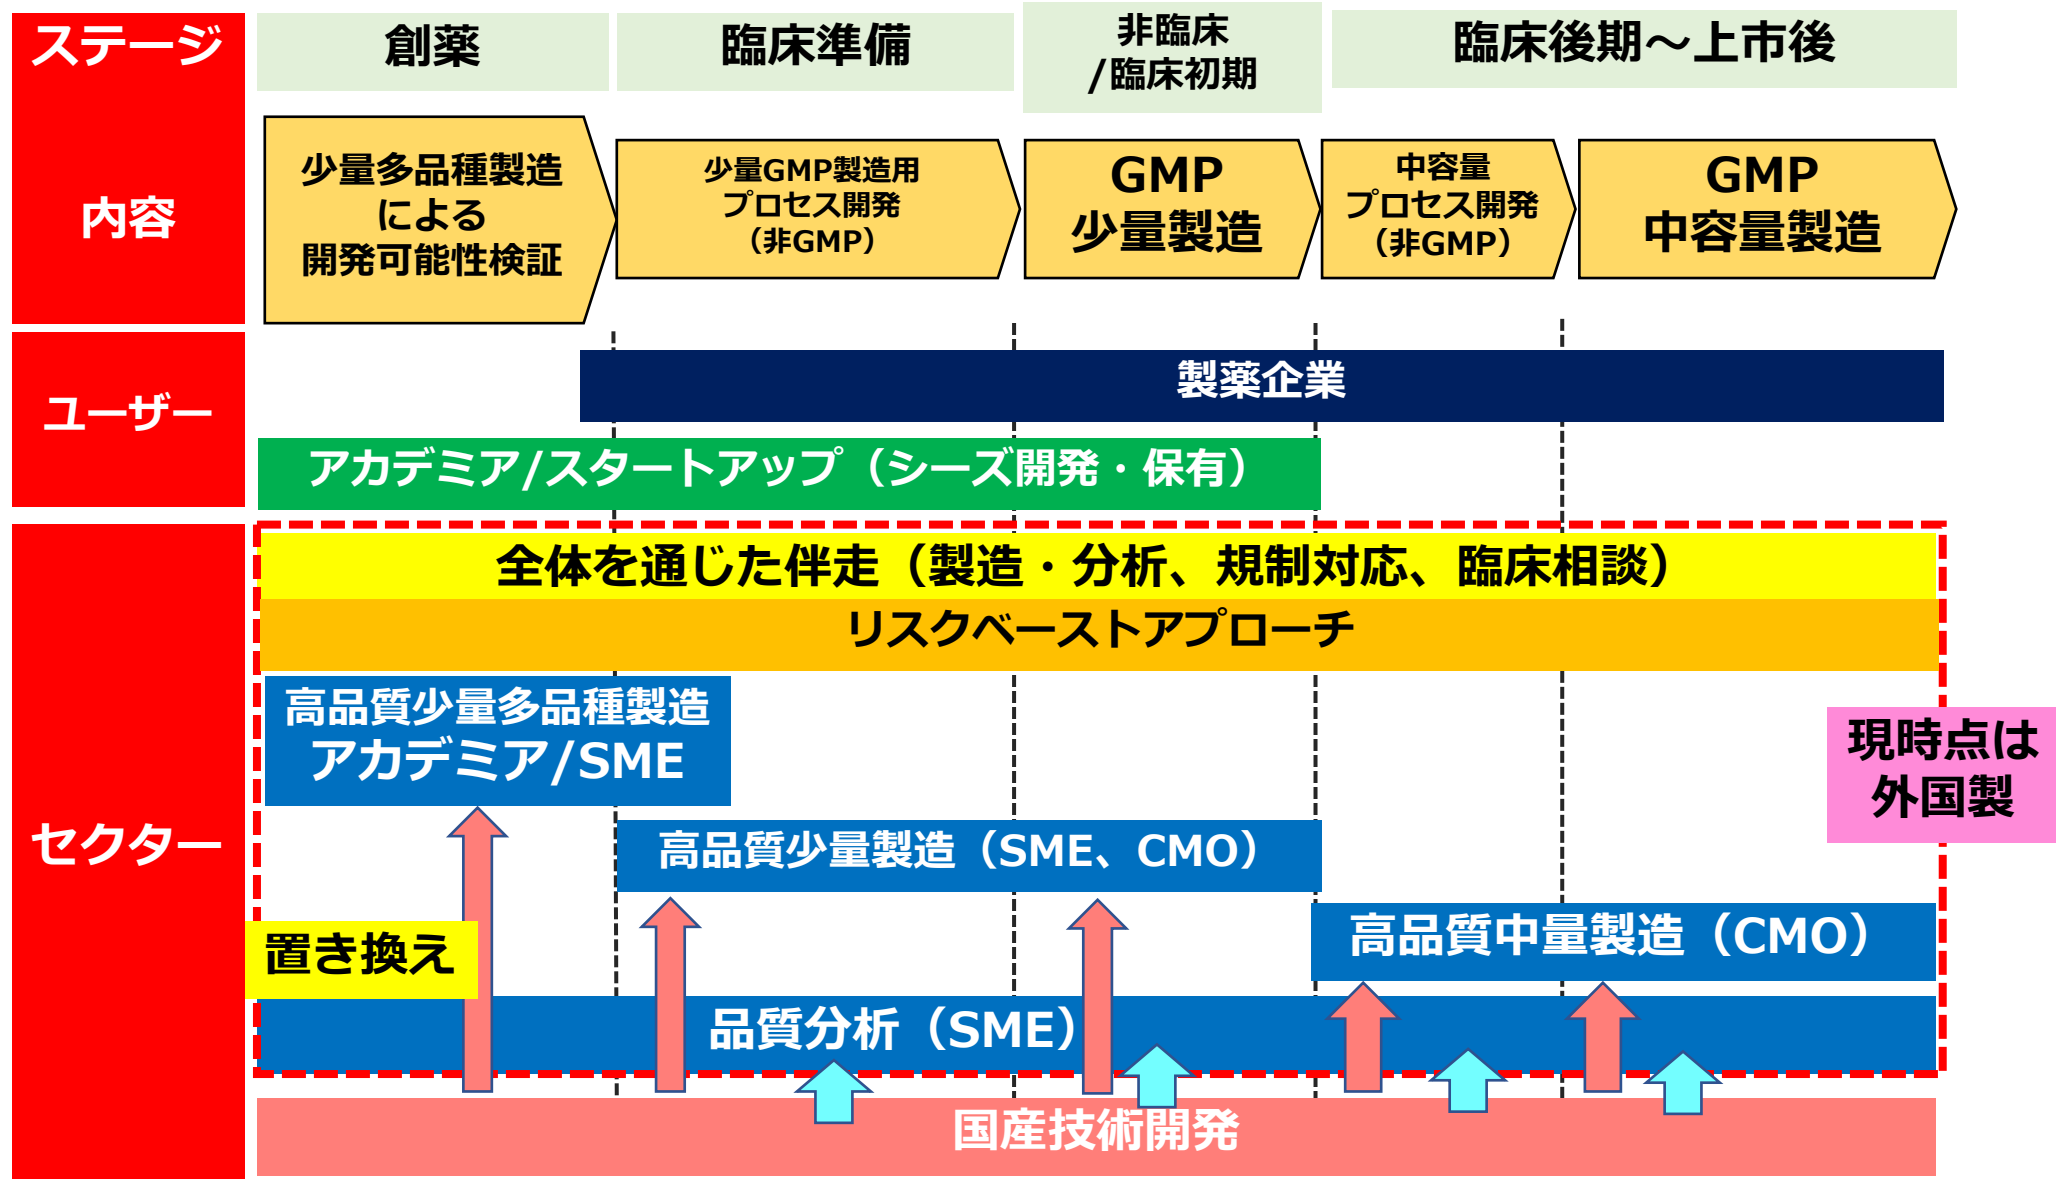 ステージ
創薬
臨床準備
非臨床
/臨床初期
臨床後期～上市後
内容
少量多品種製造
による
開発可能性検証
少量GMP製造用
プロセス開発
（非GMP）
GMP
少量製造
中容量
プロセス開発
（非GMP）
GMP
中容量製造
ユーザー
製薬企業
アカデミア/スタートアップ（シーズ開発・保有）
セクター
全体を通じた伴走（製造・分析、規制対応、臨床相談）
リスクベーストアプローチ
高品質少量多品種製造
アカデミア/SME
現時点は
外国製
高品質少量製造（SME、CMO）
高品質中量製造（CMO）
置き換え
品質分析（SME）
国産技術開発